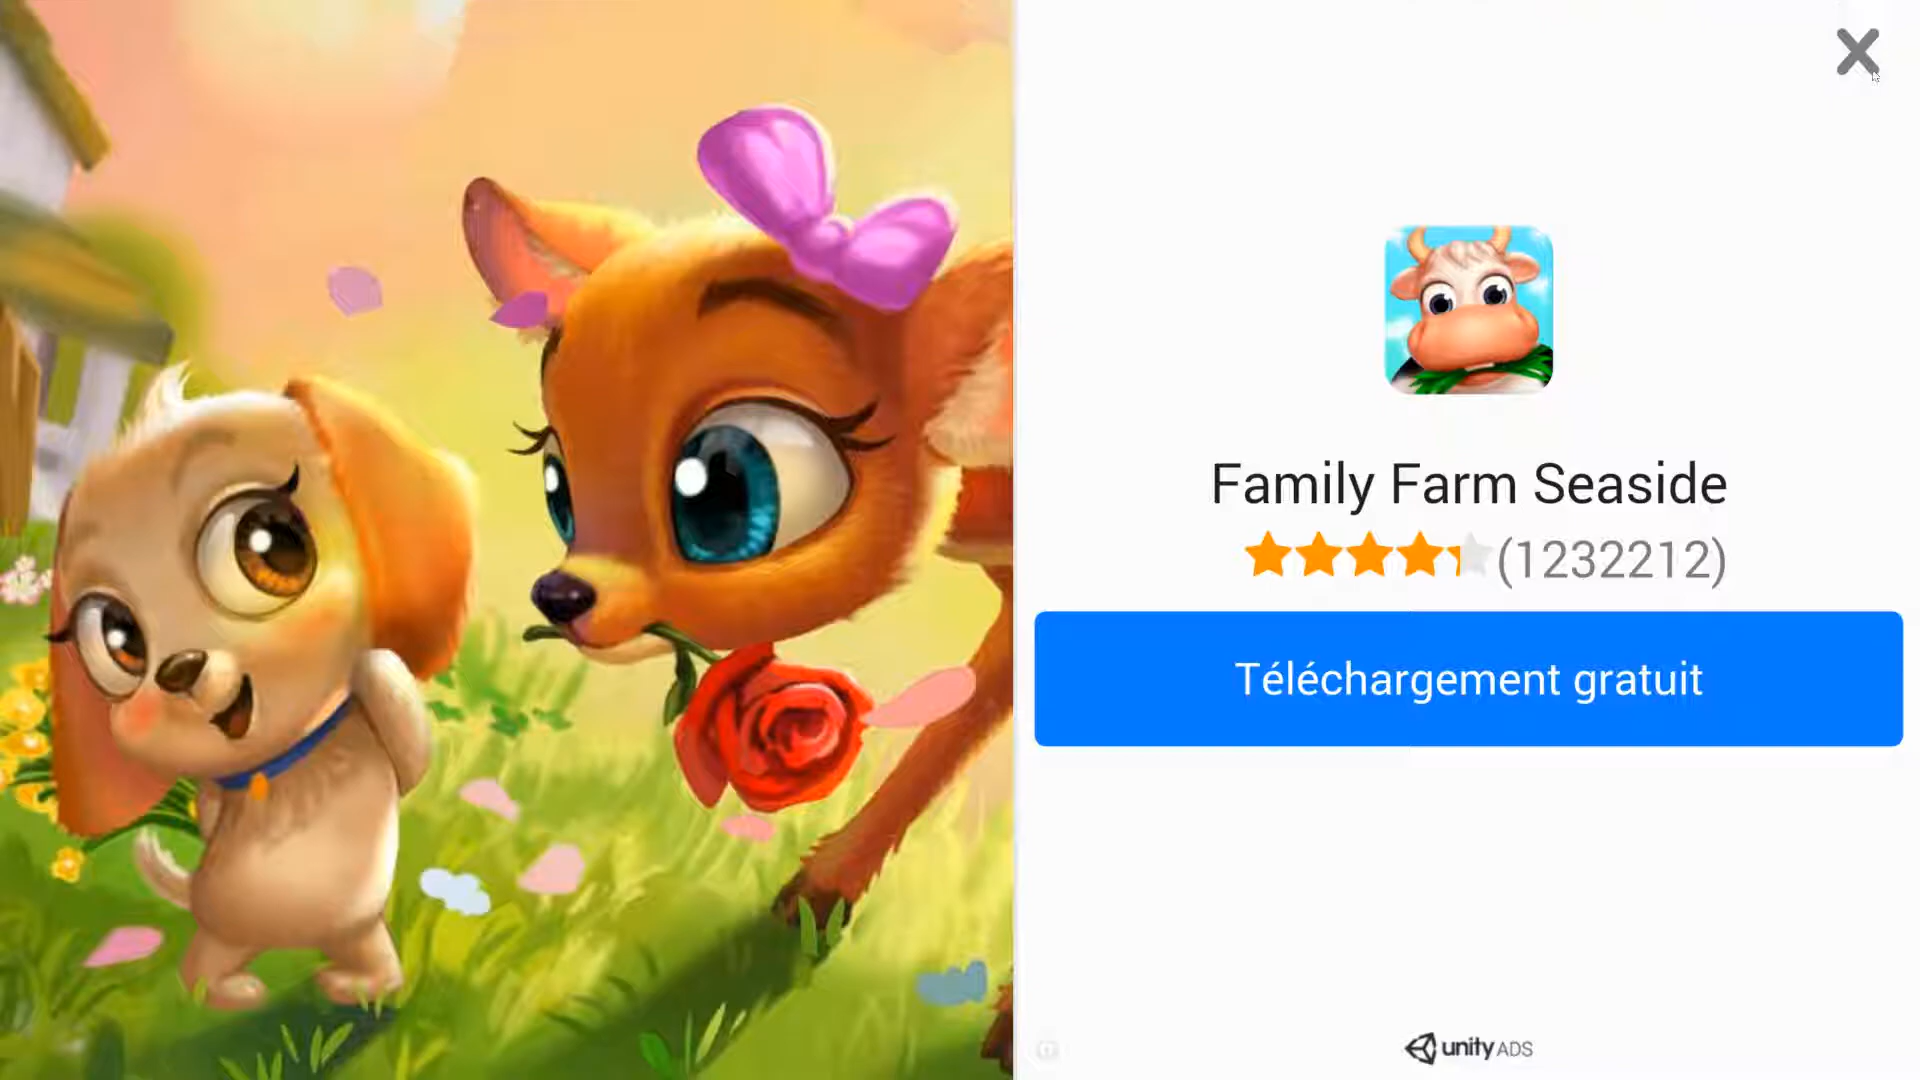 Family Farm Seaside
(1232212)
Téléchargement gratuit
unity ADS